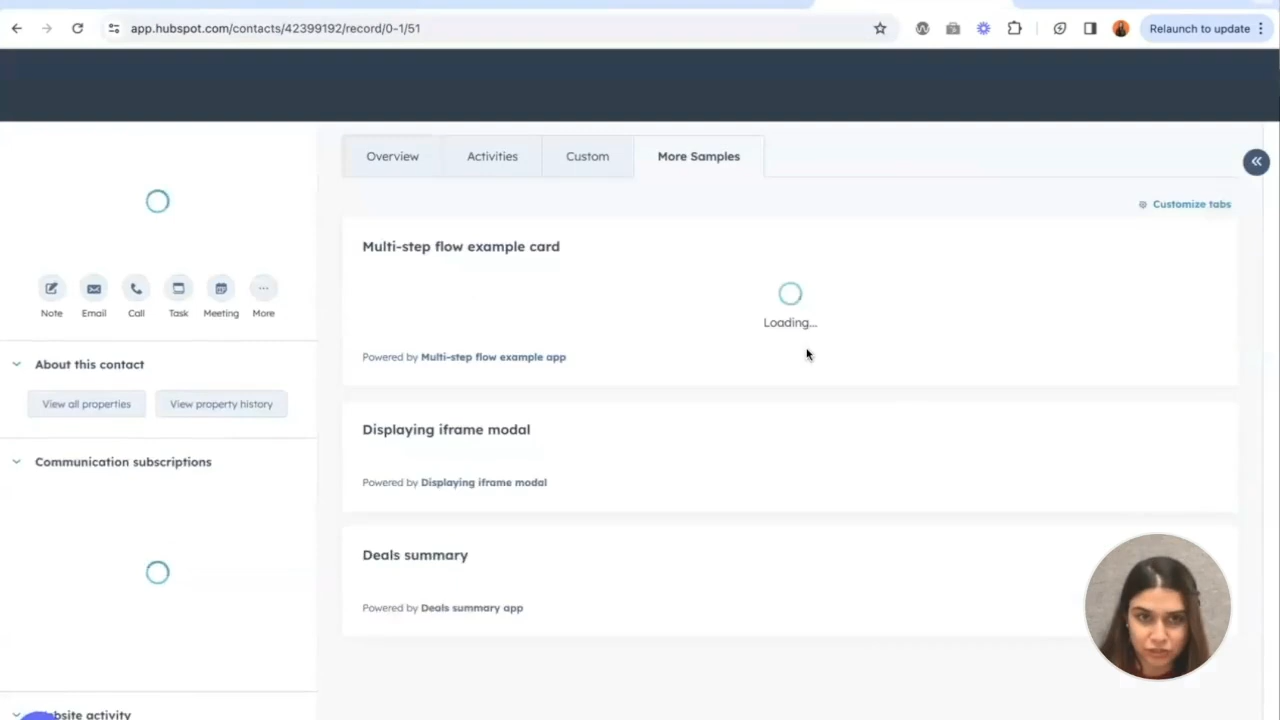 app.hubspot.com/contacts/42399192/record/0-1/51
Relaunch to update
Overview
Activities
Custom
More Samples
Customize tabs
Note
Email
Call
Task
Meeting
More
About this contact
View all properties
View property history
Communication subscriptions
bsite activity
Multi-step flow example card
Loading...
Powered by Multi-step flow example app
Displaying iframe modal
Powered by Displaying iframe modal
Deals summary
Powered by Deals summary app